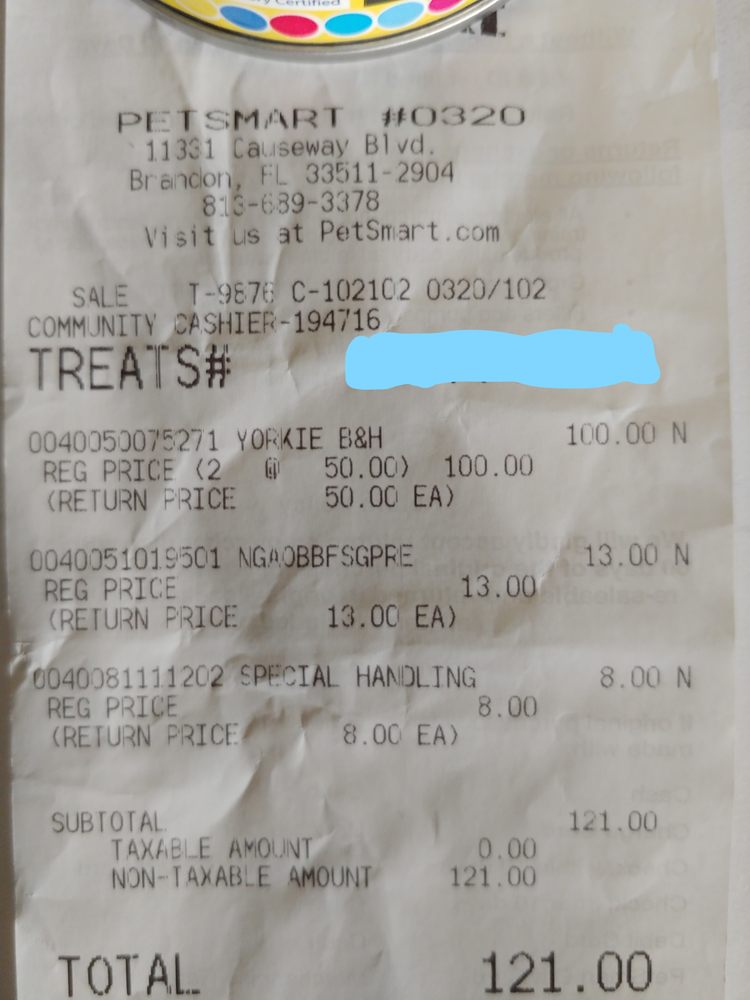 Certified
PETSMART #0320
11331 Causeway Blvd.
Brandon, FL 33511-2904
813-689-3378
Visit us at PetSmart.com
SALE T-9876 C-102102 0320/102
COMMUNITY CASHIER-194716
TREATS#
0040050075271 YORKIE B&H 100.00 N
REG PRICE (2 @ 50.00) 100.00
(RETURN PRICE 50.00 EA)
0040051019501 NGAOBBFSGPRE 13.00 N
REG PRICE 13.00
(RETURN PRICE 13.00 EA)
0040081111202 SPECIAL HANDLING 8.00 N
REG PRICE 8.00
(RETURN PRICE 8.00 EA)
SUBTOTAL 121.00
TAXABLE AMOUNT 0.00
NON-TAXABLE AMOUNT 121.00
TOTAL 121.00